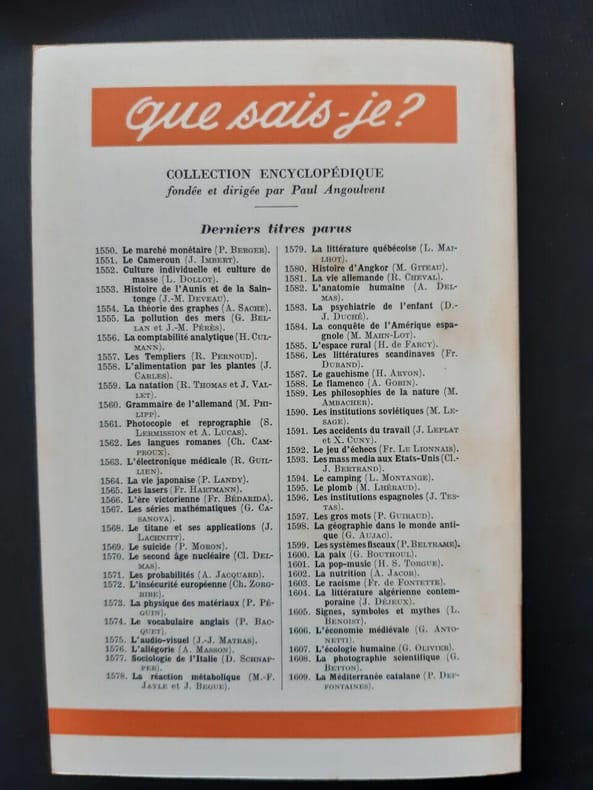 Que sais-je?
COLLECTION ENCYCLOPÉDIQUE
fondée et dirigée par Paul Angoulvent
Derniers titres parus
1550. Le marché monétaire (P. BERGER).
1551. Le Cameroun (J. IMBERT).
1552. Culture individuelle et culture de
masse (L. DOLLOT).
1553. Histoire de l'Aunis et de la Sain-
tonge (J.-M. DEVEAU).
1554. La théorie des graphes (A. SACHE).
1555. La pollution des mers (G. BEL-
LAN et J.-M. PÉRÈS).
1556. La comptabilité analytique (H. CUL-
MANN).
1557. Les Templiers (R. PERNOUD).
1558. L'alimentation par les plantes (J.
CARLES).
1559. La natation (R. THOMAS et J. VAL-
LET).
1560. Grammaire de l'allemand (M. PHI-
LIPP).
1561. Photocopie et reprographie (S.
LERMISSION et A. LUCAS).
1562. Les langues romanes (Ch. CAM-
PROUX).
1563. L'électronique médicale (R. GUIL-
LIEN).
1564. La vie japonaise (P. LANDY).
1565. Les lasers (Fr. HARTMANN).
1566. L'ère victorienne (Fr. BÉDARIDA).
1567. Les séries mathématiques (G. CA-
SANOVA).
1568. Le titane et ses applications (J.
LACHNITT).
1569. Le suicide (P. MORON).
1570. Le second âge nucléaire (Cl. DEL-
MAS).
1571. Les probabilités (A. JACQUARD).
1572. L'insécurité européenne (Ch. ZORG-
BIBE).
1573. La physique des matériaux (P. PÉ-
GUIN).
1574. Le vocabulaire anglais (P. BAC-
QUET).
1575. L'audio-visuel (J.-J. MATRAS).
1576. L'allégorie (A. MASSON).
1577. Sociologie de l'Italie (D. SCHNAP-
PER).
1578. La réaction métabolique (M.-F.
JAYLE et J. BEGUE).
1579. La littérature québécoise (L. MAI-
LHOT).
1580. Histoire d'Angkor (M. GITEAU).
1581. La vie allemande (R. CHEVAL).
1582. L'anatomie humaine (A. DEL-
MAS).
1583. La psychiatrie de l'enfant (D.-
J. DUCHÉ).
1584. La conquête de l'Amérique espa-
gnole (M. MAHN-LOT).
1585. L'espace rural (H. de FARCY).
1586. Les littératures scandinaves (Fr.
DURAND).
1587. Le gauchisme (H. ARVON).
1588. Le flamenco (A. GOBIN).
1589. Les philosophies de la nature (M.
AMBACHER).
1590. Les institutions soviétiques (M. LE-
SAGE).
1591. Les accidents du travail (J. LEPLAT
et X. CUNY).
1592. Le jeu d'échecs (Fr. LE LIONNAIS).
1593. Les mass media aux Etats-Unis (Cl.-
J. BERTRAND).
1594. Le camping (L. MONTANGE).
1595. Le plomb (M. LHÉRAUD).
1596. Les institutions espagnoles (J. TES-
TAS).
1597. Les gros mots (P. GUIRAUD).
1598. La géographie dans le monde anti-
que (G. AUJAC).
1599. Les systèmes fiscaux (P. BELTRAME).
1600. La paix (G. BOUTHOUL).
1601. La pop-music (H. S. TORGUE).
1602. La nutrition (A. JACOB).
1603. Le racisme (Fr. de FONTETTE).
1604. La littérature algérienne contem-
poraine (J. DÉJEUX).
1605. Signes, symboles et mythes (L.
BENOIST).
1606. L'économie médiévale (G. ANTO-
NETTI).
1607. L'écologie humaine (G. OLIVIER).
1608. La photographie scientifique (G.
BETTON).
1609. La Méditerranée catalane (P. DEF-
FONTAINES).